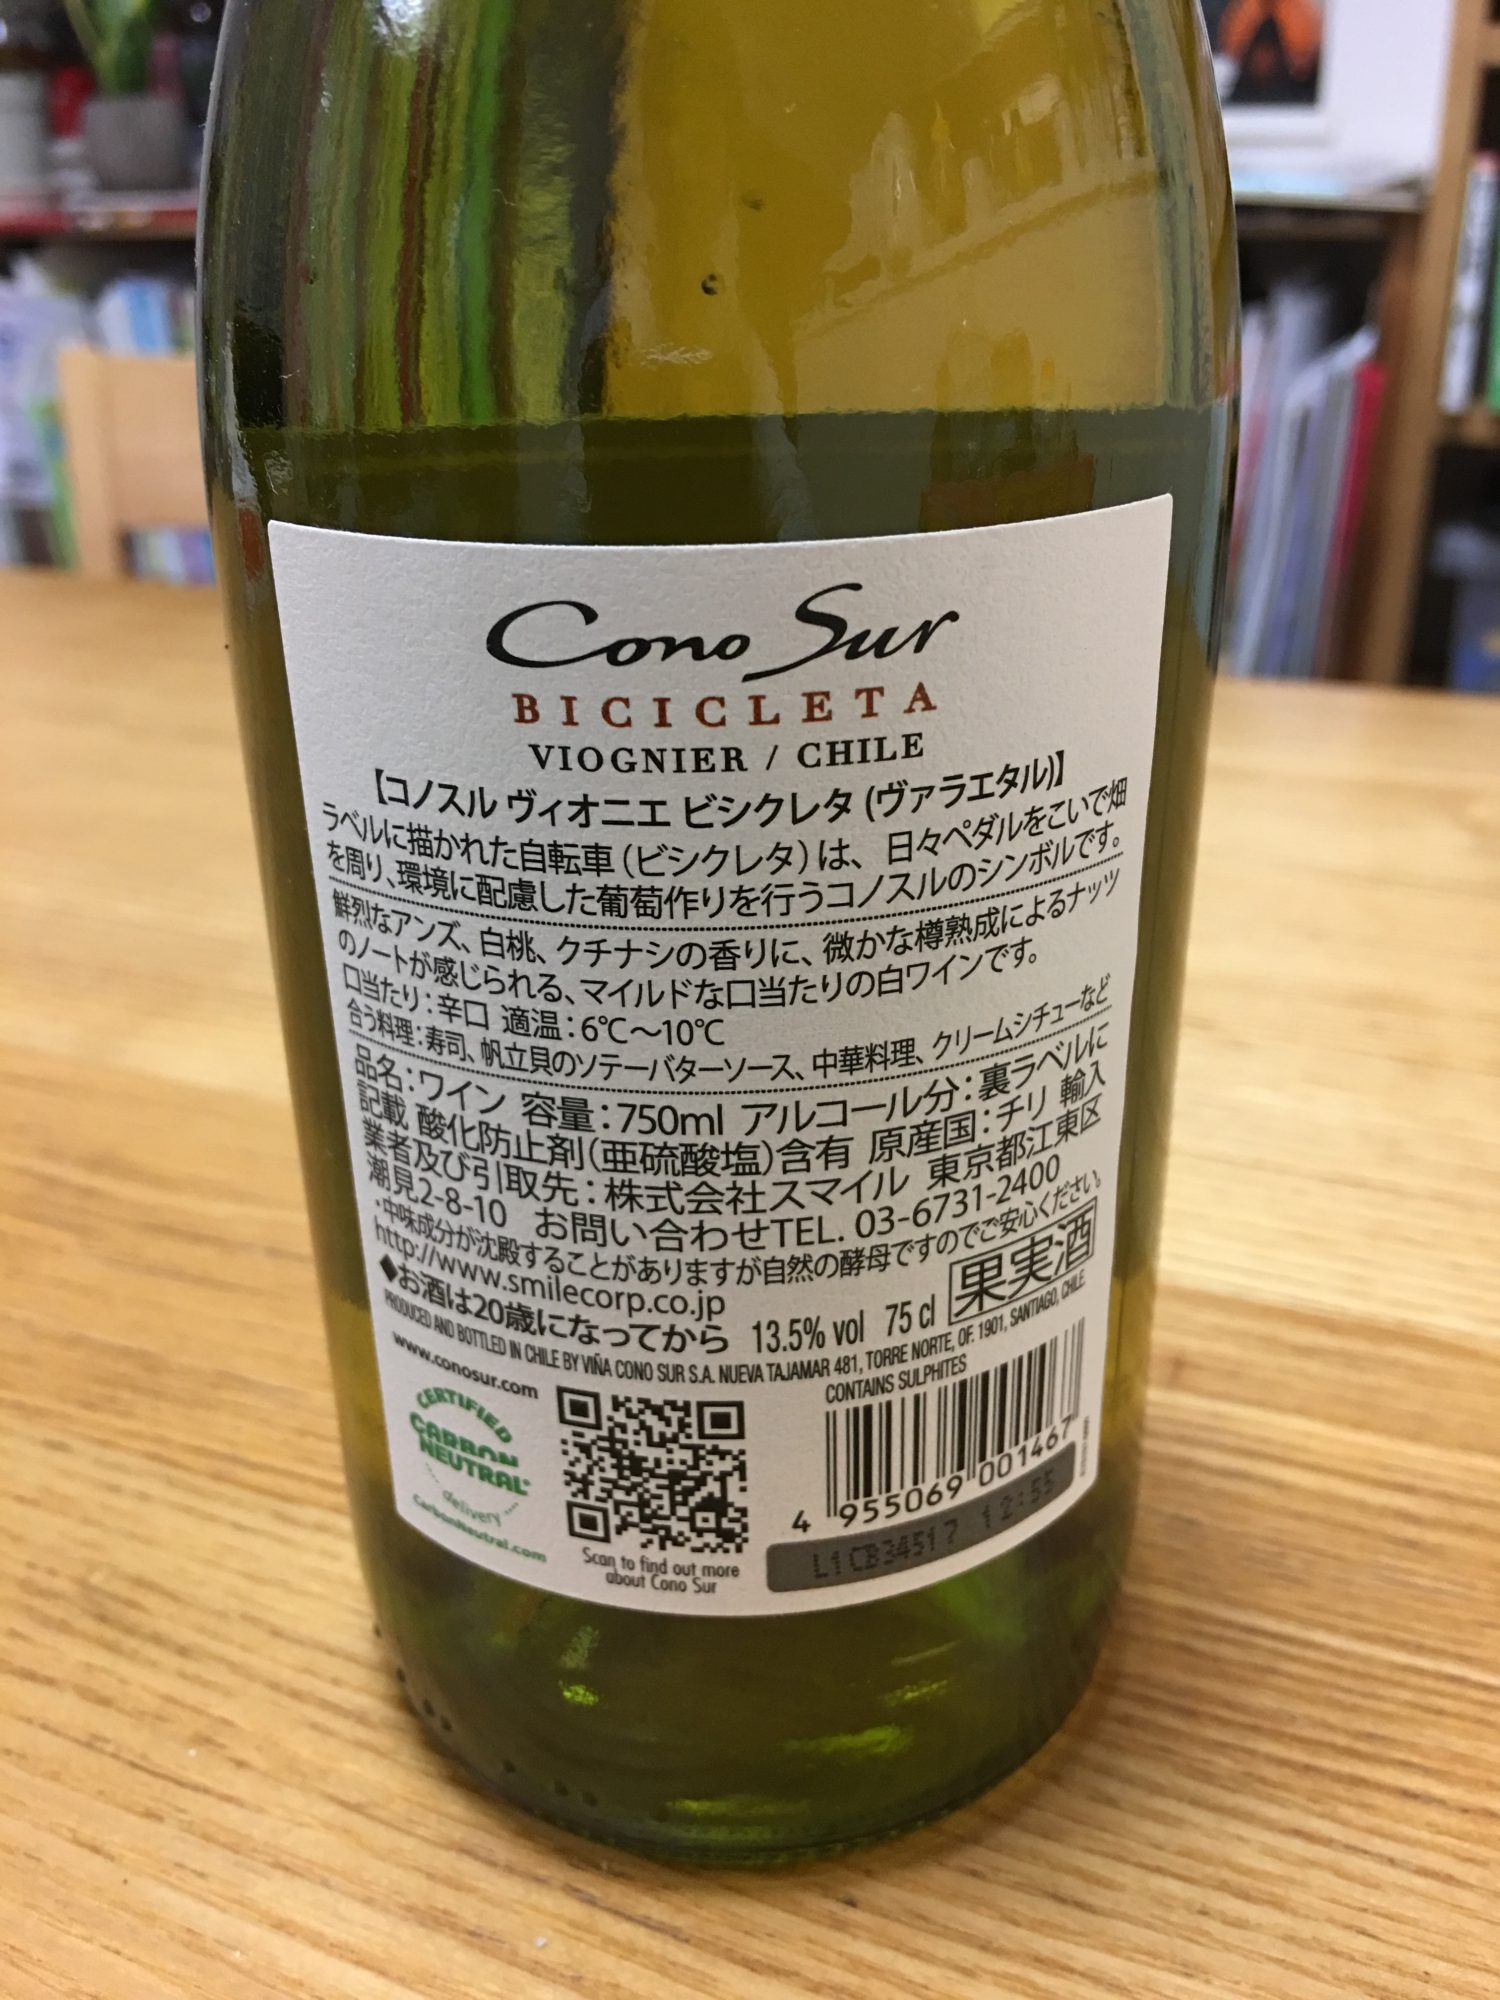 Cono Sur
BICICLETA
VIOGNIER / CHILE
【コノスル ヴィオニエ ビシクレタ (ヴァラエタル)】
ラベルに描かれた自転車(ビシクレタ)は、日々ペダルをこいで畑
を周り、環境に配慮した葡萄作りを行うコノスルのシンボルです。
鮮烈なアンズ、白桃、クチナシの香りに、微かな樽熟成によるナッツ
のノートが感じられる、マイルドな口当たりの白ワインです。
口当たり:辛口 適温:6℃〜10℃
合う料理:寿司、帆立貝のソテーバターソース、中華料理、クリームシチューなど
品名:ワイン 容量:750ml アルコール分:裏ラベルに
記載 酸化防止剤(亜硫酸塩)含有 原産国:チリ 輸入
業者及び引取先:株式会社スマイル 東京都江東区
潮見2-8-10 お問い合わせTEL. 03-6731-2400
・中味成分が沈殿することがありますが自然の酵母ですのでご安心ください。
http://www.smilecorp.co.jp
果実酒
◆お酒は20歳になってから 13.5% vol 75 cl
PRODUCED AND BOTTLED IN CHILE BY VIÑA CONO SUR S.A. NUEVA TAJAMAR 481, TORRE NORTE, OF. 1901, SANTIAGO, CHILE.
www.conosur.com
CONTAINS SULPHITES
CERTIFIED
CARBON
NEUTRAL
delivery
CarbonNeutral.com
Scan to find out more
about Cono Sur
4 955069 001467
L1CB34517 12:55